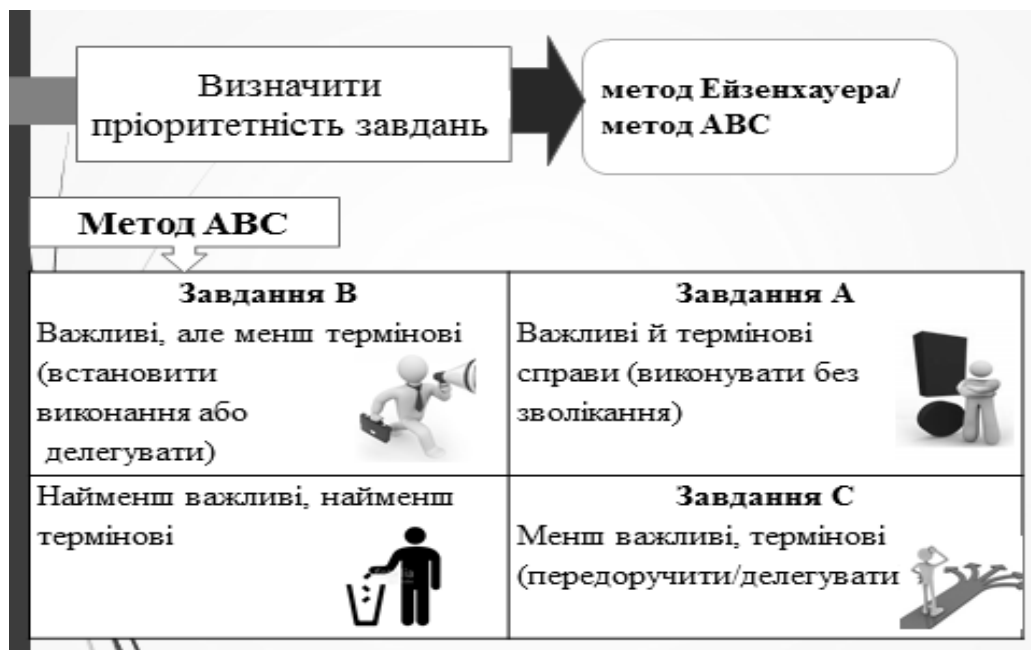 Визначити
пріоритетність завдань
метод Ейзенхауера/
метод АВС
Метод АВС
Завдання В
Важливі, але менш термінові
(встановити
виконання або
делегувати)
Завдання А
Важливі й термінові
справи (виконувати без
зволікання)
Найменш важливі, найменш
термінові
Завдання С
Менш важливі, термінові
(передоручити/делегувати